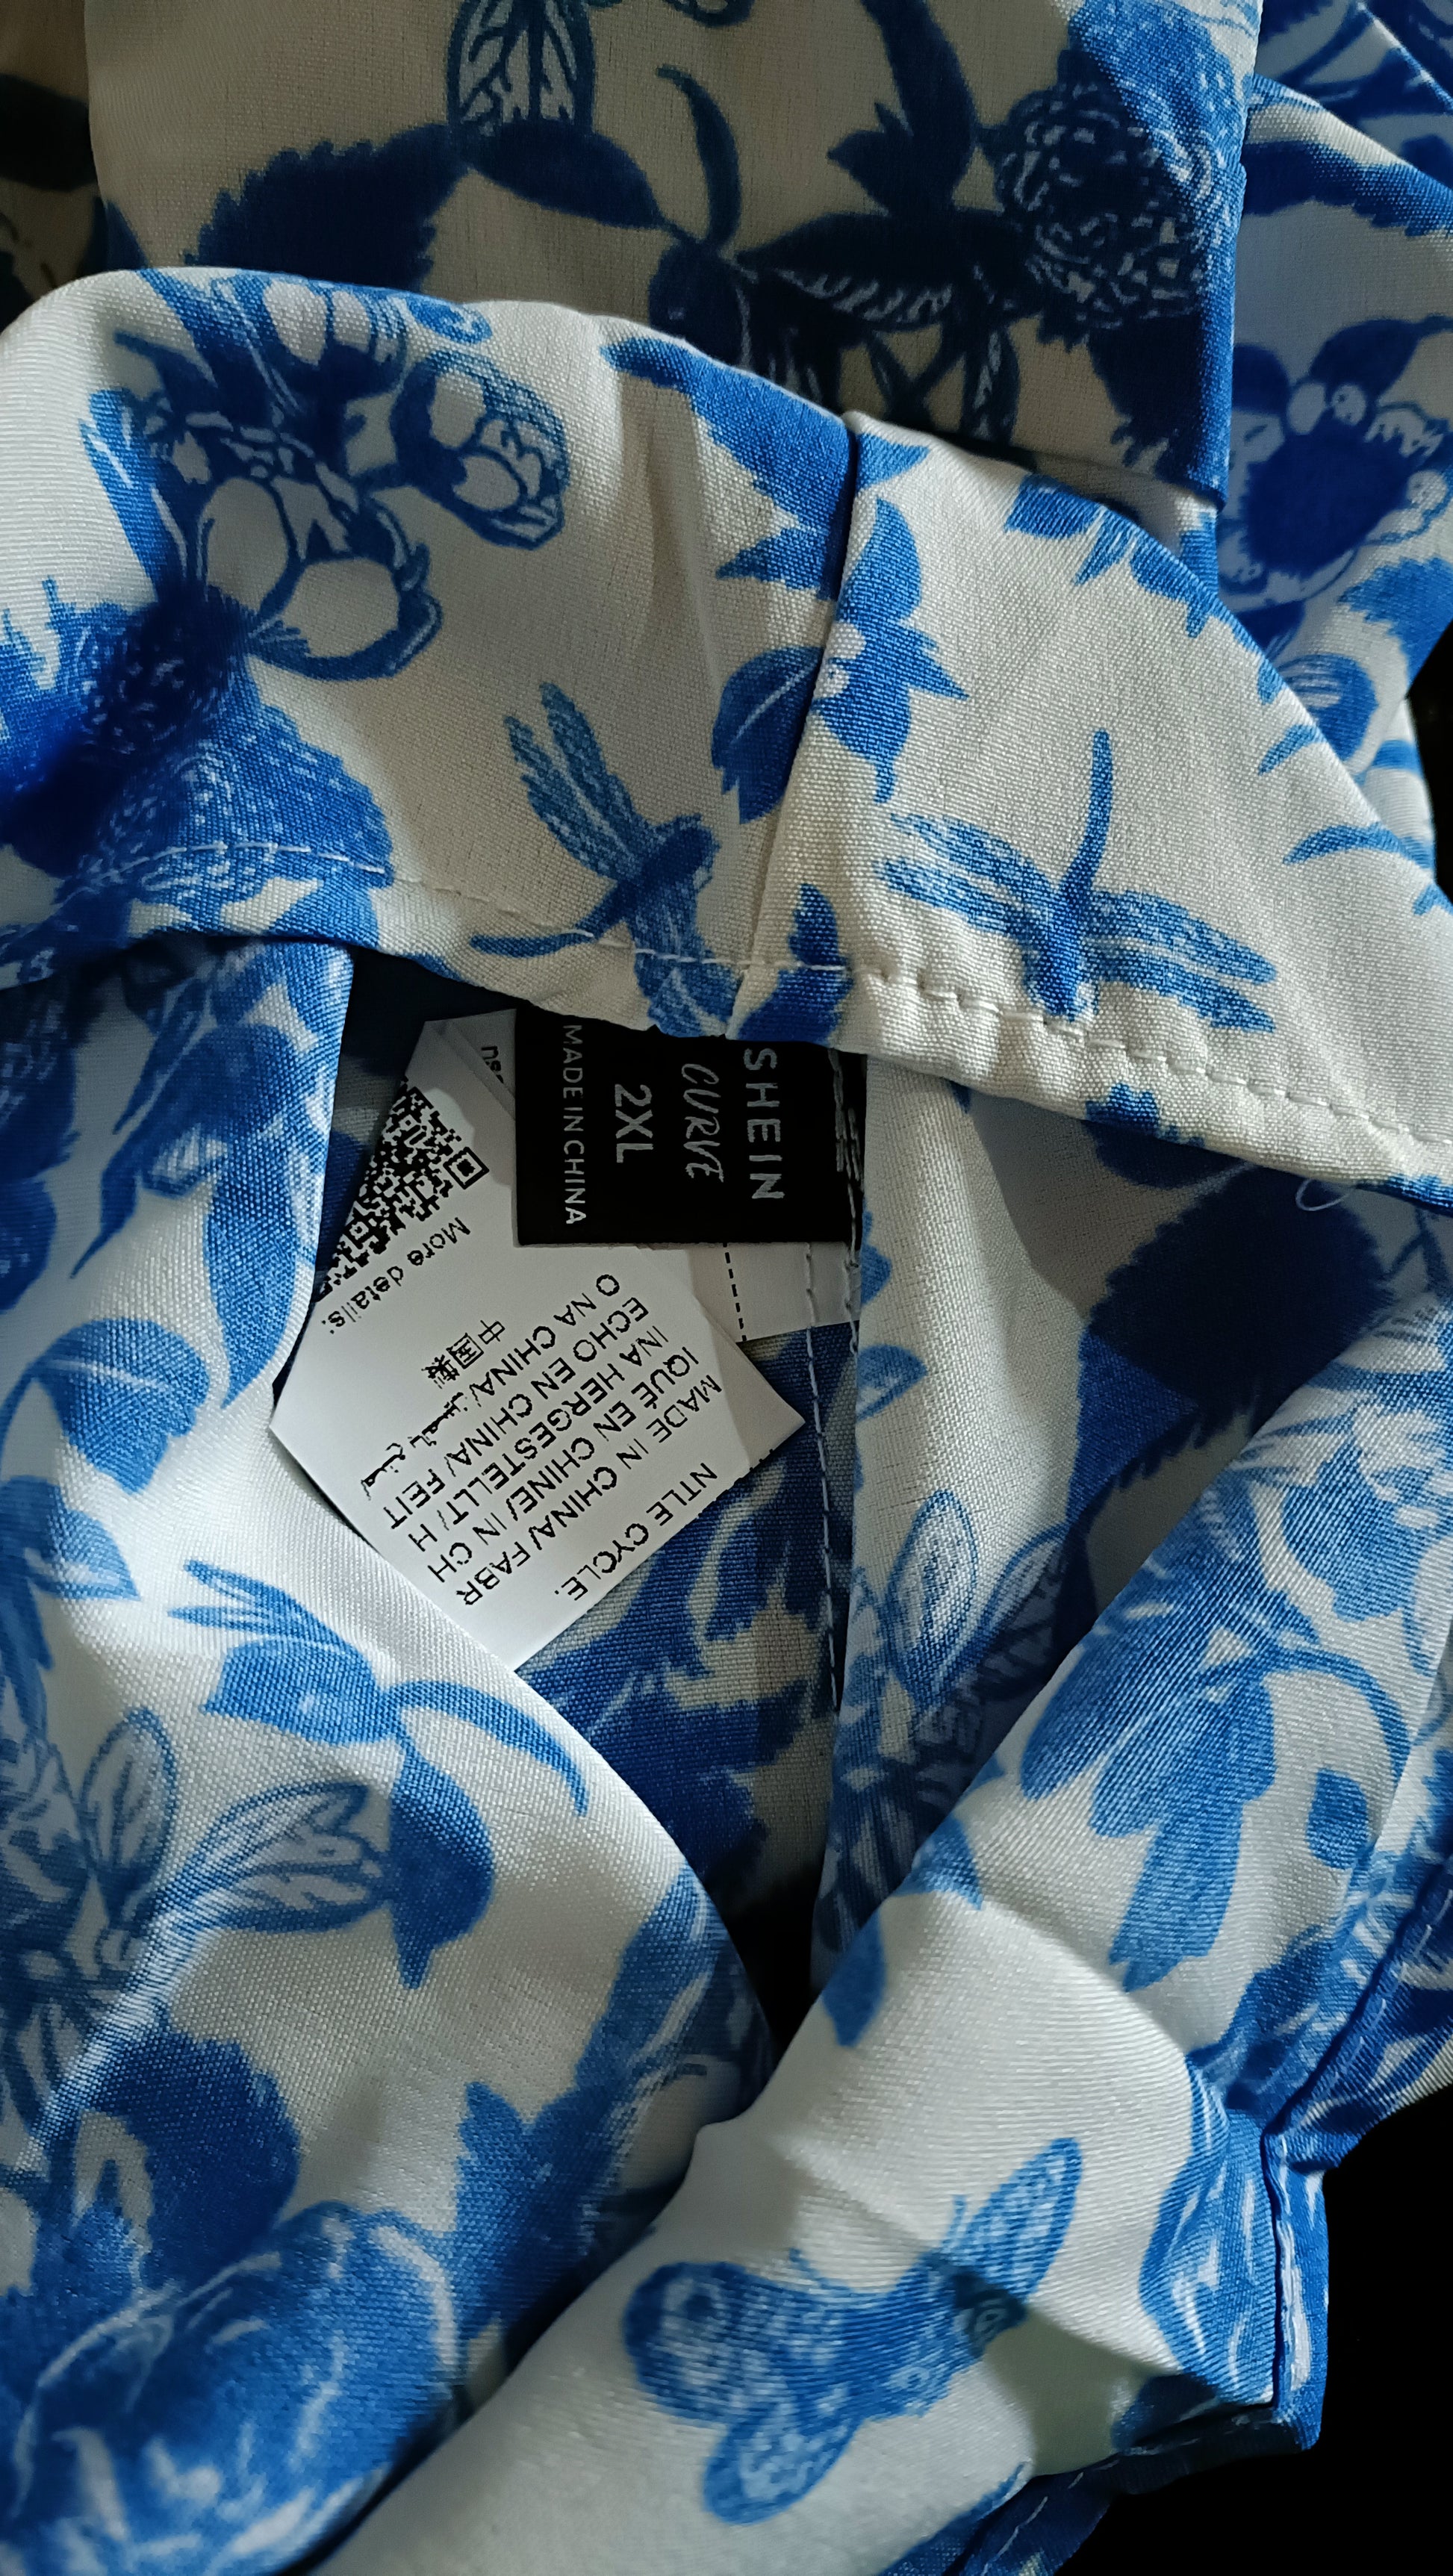 SHEIN
CURVE
2XL
MADE IN CHINA
NTLE CYCLE.
MADE IN CHINA/ FABR
IQUÉ EN CHINE/ IN CH
INA HERGESTELLT/ H
ECHO EN CHINA/ FEIT
O NA CHINA/
中国製
More details: